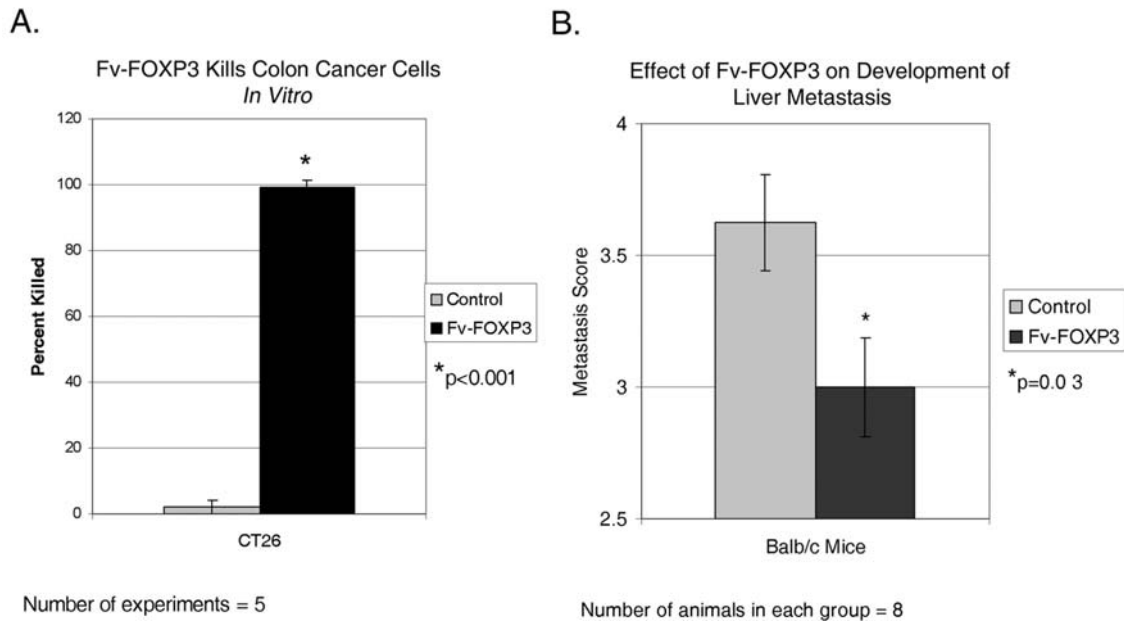 A.
Fv-FOXP3 Kills Colon Cancer Cells
In Vitro
120
100
80
60
40
20
0
Percent Killed
*
CT26
Control
Fv-FOXP3
*p<0.001
Number of experiments = 5
B.
Effect of Fv-FOXP3 on Development of
Liver Metastasis
4
3.5
3
2.5
Metastasis Score
*
Balb/c Mice
Control
Fv-FOXP3
*p=0.0 3
Number of animals in each group = 8